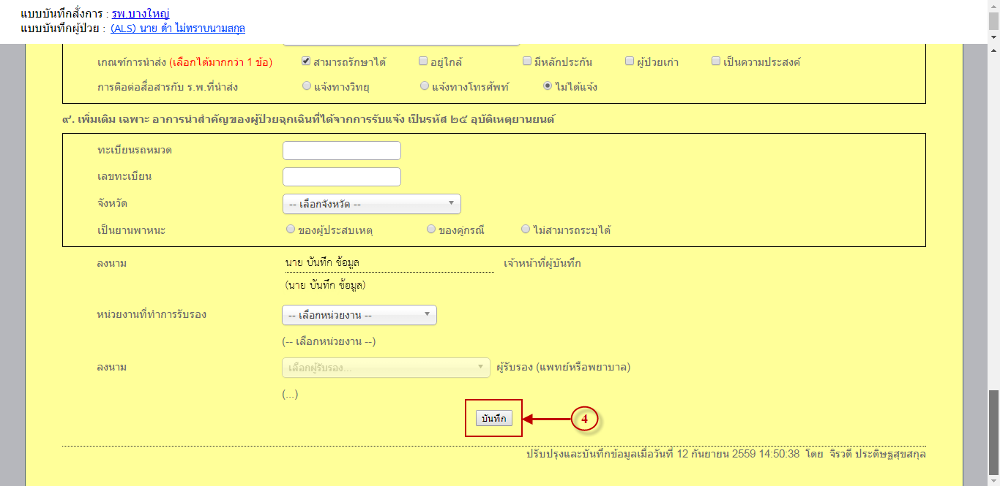 แบบบันทึกสั่งการ : รพ.บางใหญ่
แบบบันทึกผู้ป่วย : (ALS) นาย ดำ ไม่ทราบนามสกุล
เกณฑ์การนำส่ง (เลือกได้มากกว่า 1 ข้อ) สามารถรักษาได้ อยู่ใกล้ มีหลักประกัน ผู้ป่วยเก่า เป็นความประสงค์
การติดต่อสื่อสารกับ ร.พ.ที่นำส่ง แจ้งทางวิทยุ แจ้งทางโทรศัพท์ ไม่ได้แจ้ง
๙. เพิ่มเติม เฉพาะ อาการนำสำคัญของผู้ป่วยฉุกเฉินที่ได้จากการรับแจ้ง เป็นรหัส ๒๕ อุบัติเหตุยานยนต์
ทะเบียนรถหมวด
เลขทะเบียน
จังหวัด -- เลือกจังหวัด --
เป็นยานพาหนะ ของผู้ประสบเหตุ ของคู่กรณี ไม่สามารถระบุได้
ลงนาม นาย บันทึก ข้อมูล เจ้าหน้าที่ผู้บันทึก
(นาย บันทึก ข้อมูล)
หน่วยงานที่ทำการรับรอง -- เลือกหน่วยงาน --
(-- เลือกหน่วยงาน --)
ลงนาม เลือกผู้รับรอง... ผู้รับรอง (แพทย์หรือพยาบาล)
(...)
บันทึก 4
ปรับปรุงและบันทึกข้อมูลเมื่อวันที่ 12 กันยายน 2559 14:50:38 โดย จิรวดี ประดิษฐสุขสกุล